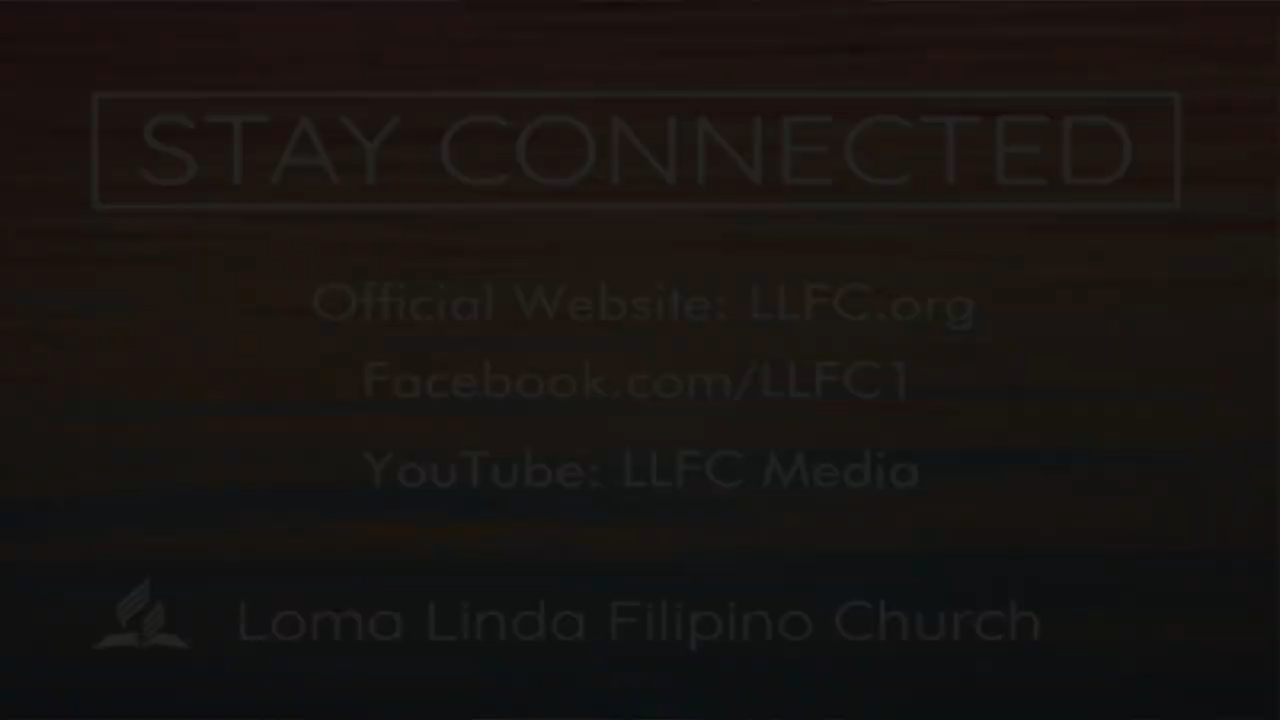 STAY CONNECTED
Official Website: LLFC.org
Facebook.com/LLFC1
YouTube: LLFC Media
Loma Linda Filipino Church